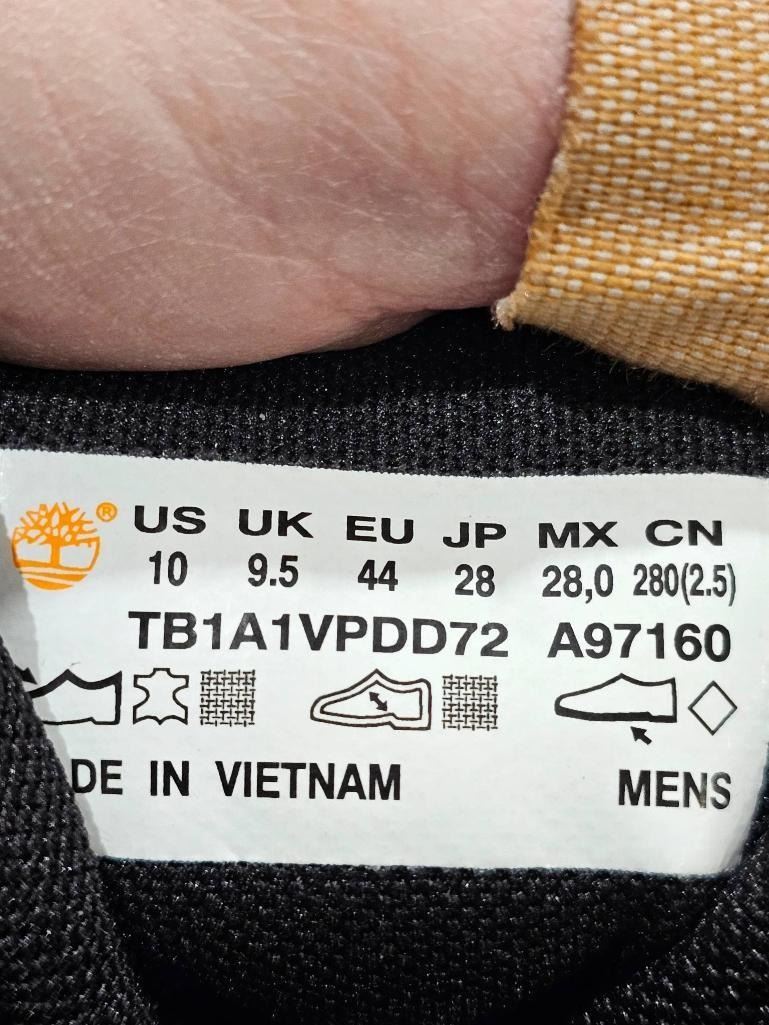 ® US UK EU JP MX CN
10 9.5 44 28 28,0 280(2.5)
TB1A1VPDD72 A97160
DE IN VIETNAM MENS